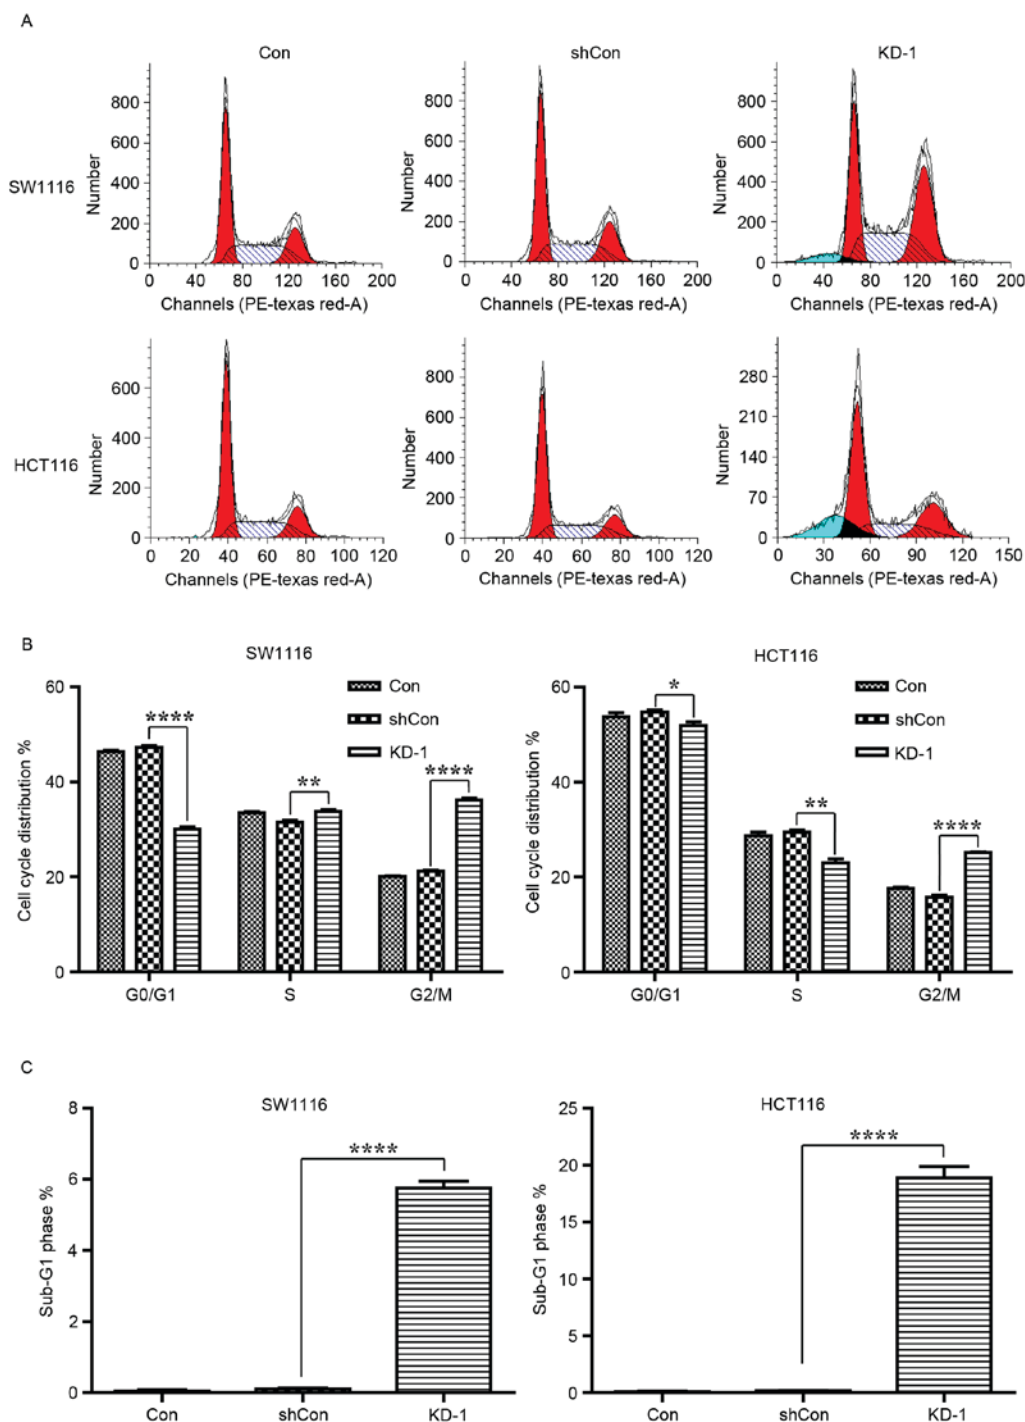 A
Con
shCon
KD-1
SW1116
Number
800
600
400
200
0
0 40 80 120 160 200
Channels (PE-texas red-A)
Number
800
600
400
200
0
0 40 80 120 160 200
Channels (PE-texas red-A)
Number
800
600
400
200
0
0 40 80 120 160 200
Channels (PE-texas red-A)
HCT116
Number
600
400
200
0
0 20 40 60 80 100 120
Channels (PE-texas red-A)
Number
800
600
400
200
0
0 20 40 60 80 100 120
Channels (PE-texas red-A)
Number
280
210
140
70
0
0 30 60 90 120 150
Channels (PE-texas red-A)
B
SW1116
Cell cycle distribution %
60
40
20
0
Con
shCon
KD-1
****
**
****
G0/G1 S G2/M
HCT116
Cell cycle distribution %
60
40
20
0
Con
shCon
KD-1
*
**
****
G0/G1 S G2/M
C
SW1116
Sub-G1 phase %
8
6
4
2
0
****
Con shCon KD-1
HCT116
Sub-G1 phase %
25
20
15
10
5
0
****
Con shCon KD-1